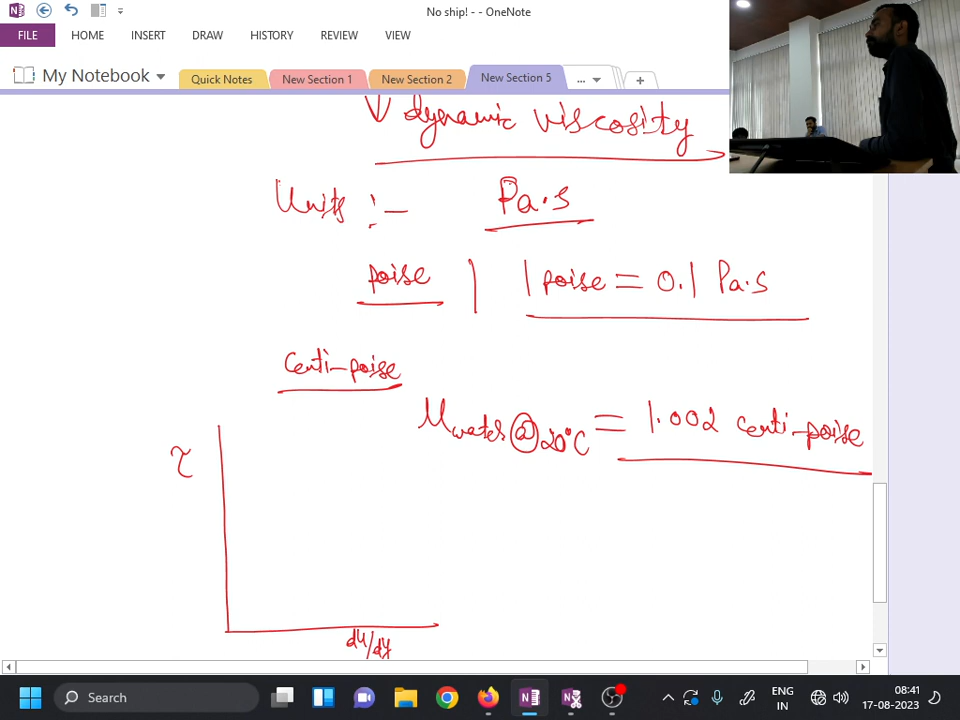 No ship! - - OneNote
FILE HOME INSERT DRAW HISTORY REVIEW VIEW
My Notebook Quick Notes New Section 1 New Section 2 New Section 5 ... +
dynamic viscosity
Units :- Pa.s
poise | 1 poise = 0.1 Pa.s
Centi-poise
μwater@20°C = 1.002 centi-poise
τ
du/dy
Search
ENG
IN
08:41
17-08-2023